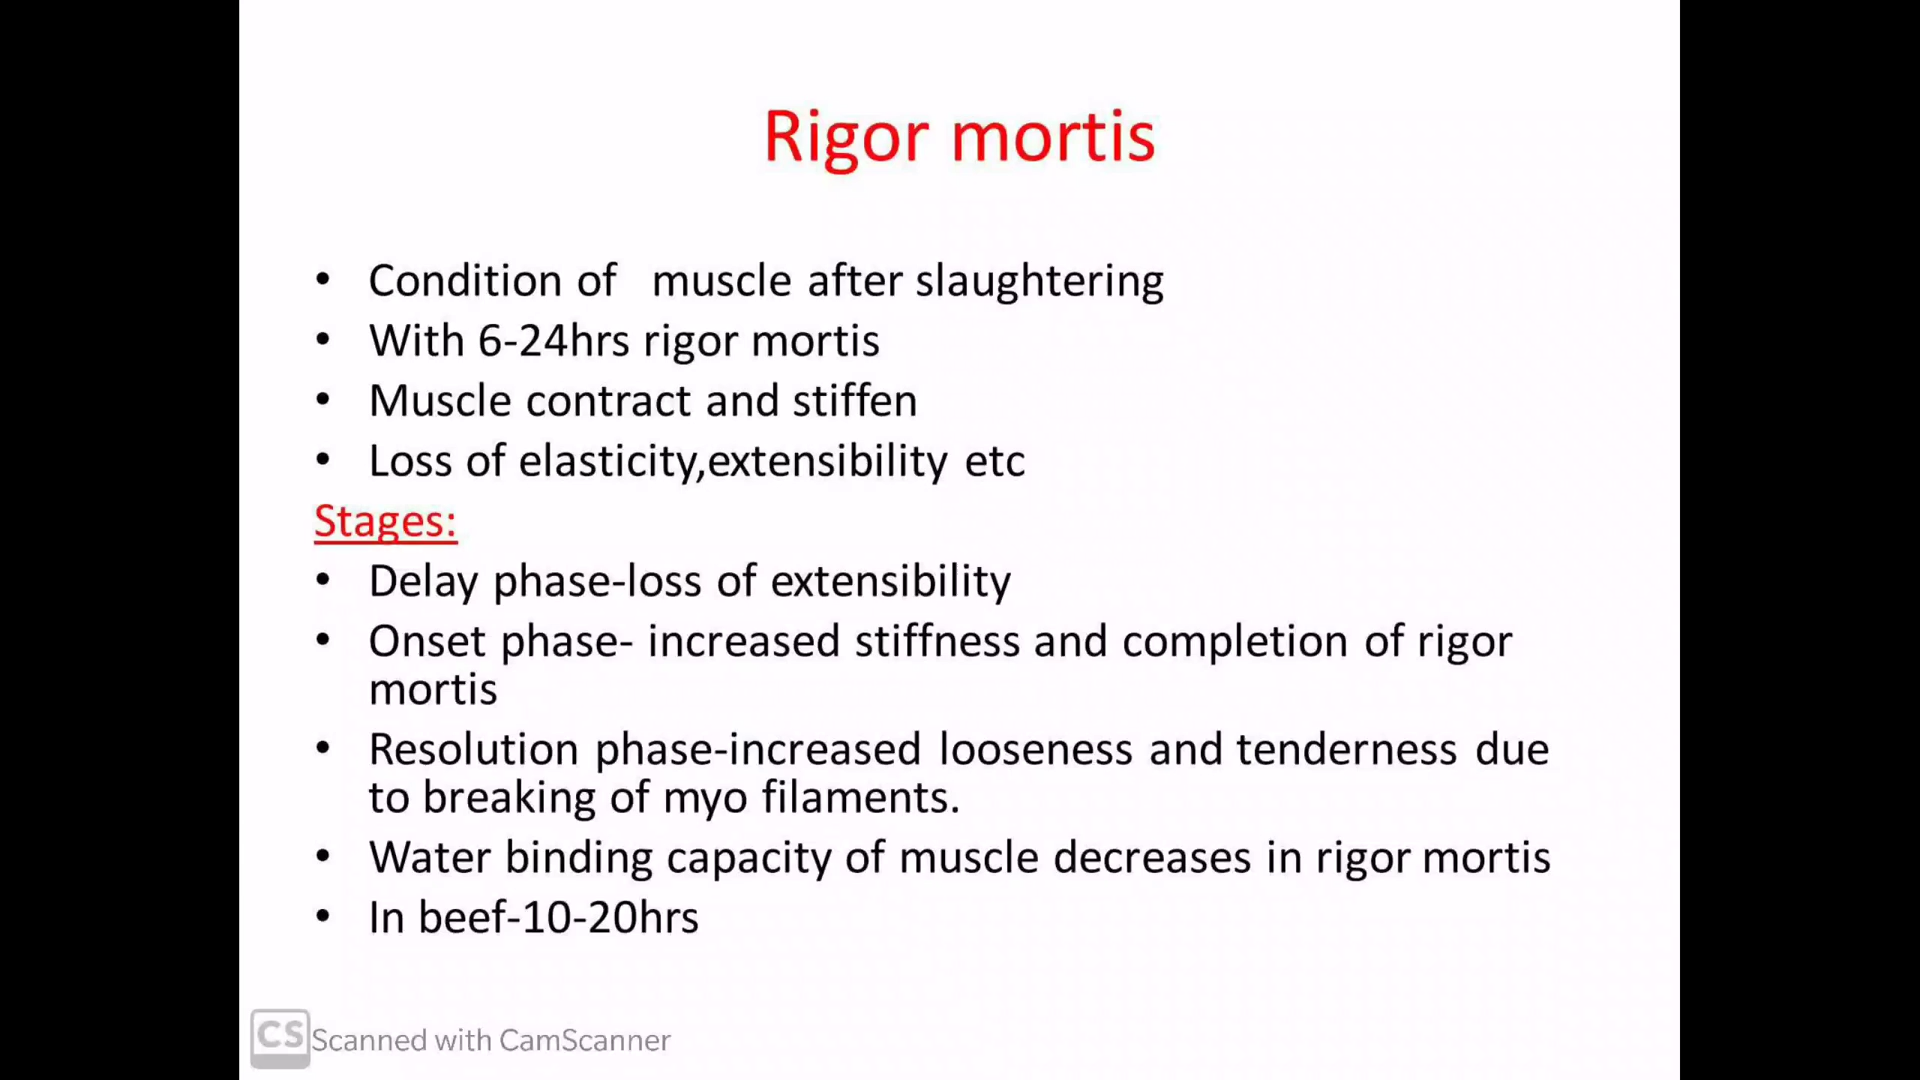 Rigor mortis
• Condition of muscle after slaughtering
• With 6-24hrs rigor mortis
• Muscle contract and stiffen
• Loss of elasticity,extensibility etc
Stages:
• Delay phase-loss of extensibility
• Onset phase- increased stiffness and completion of rigor
mortis
• Resolution phase-increased looseness and tenderness due
to breaking of myo filaments.
• Water binding capacity of muscle decreases in rigor mortis
• In beef-10-20hrs
CS Scanned with CamScanner